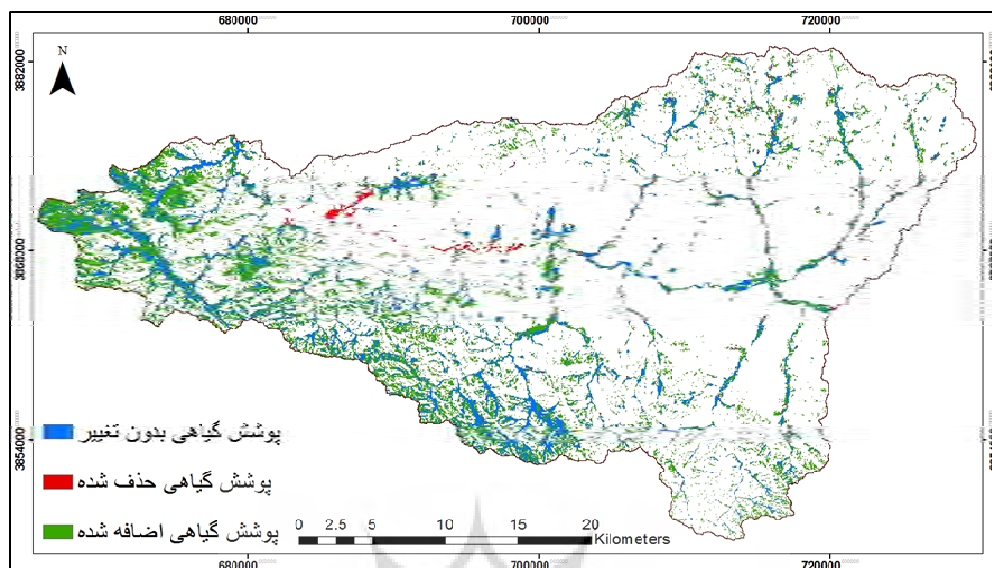 680000 700000 720000
3882000
N
3868000
3854000
پوشش گیاهی بدون تغییر
پوشش گیاهی حذف شده
پوشش گیاهی اضافه شده
0 2.5 5 10 15 20
Kilometers
680000 700000 720000